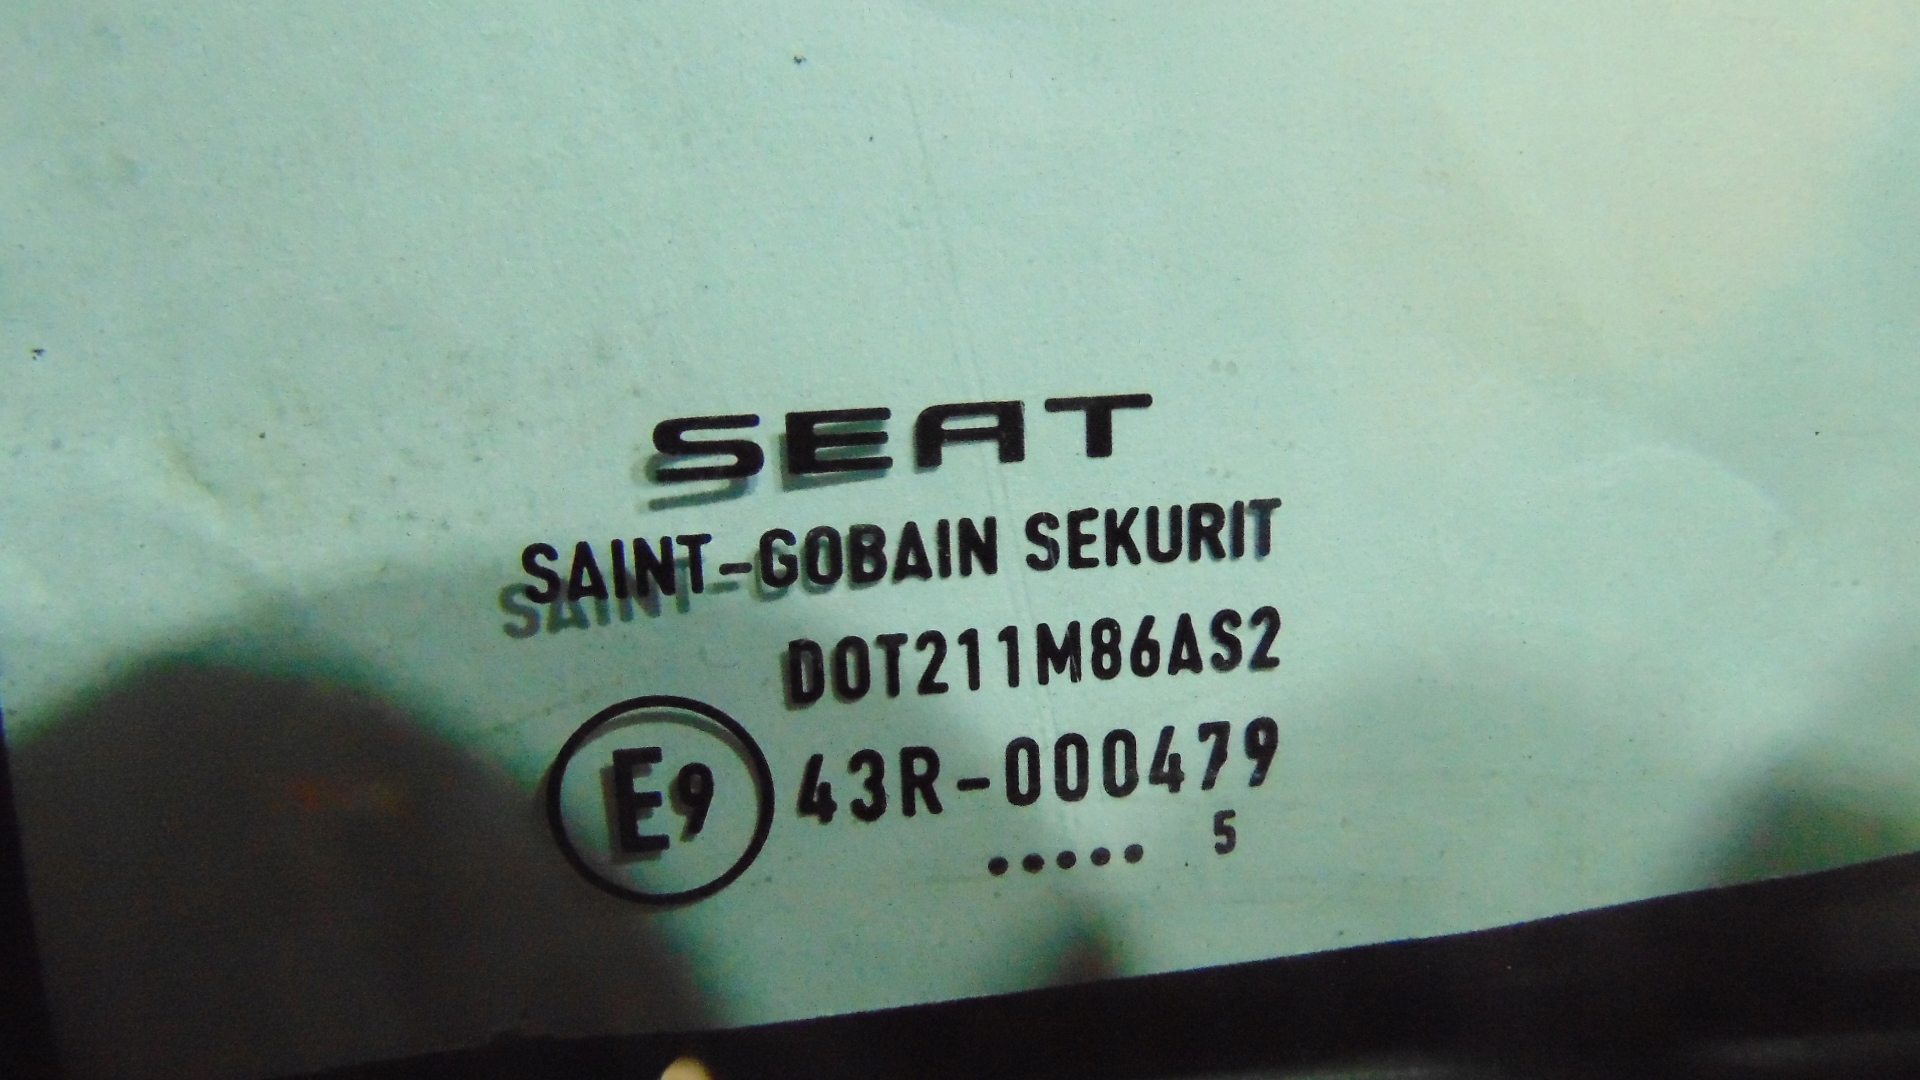 SEAT
SAINT-GOBAIN SEKURIT
DOT211M86AS2
E9 43R-000479
..... 5